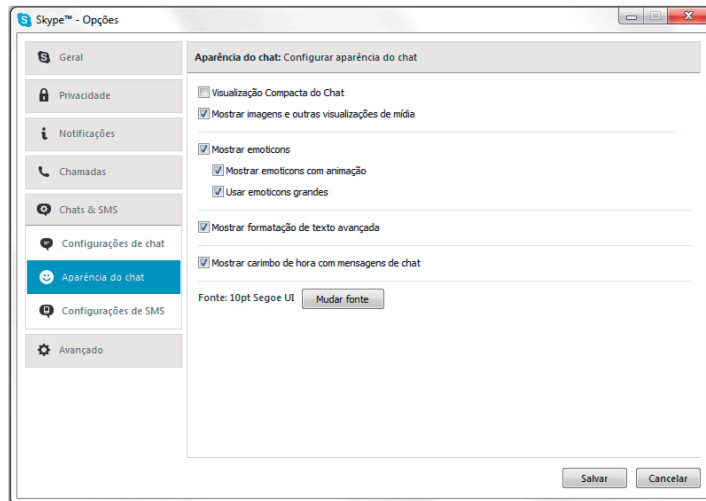 Skype™ - Opções
Geral
Privacidade
Notificações
Chamadas
Chats & SMS
Configurações de chat
Aparência do chat
Configurações de SMS
Avançado
Aparência do chat: Configurar aparência do chat
Visualização Compacta do Chat
Mostrar imagens e outras visualizações de mídia
Mostrar emoticons
Mostrar emoticons com animação
Usar emoticons grandes
Mostrar formatação de texto avançada
Mostrar carimbo de hora com mensagens de chat
Fonte: 10pt Segoe UI Mudar fonte
Salvar Cancelar